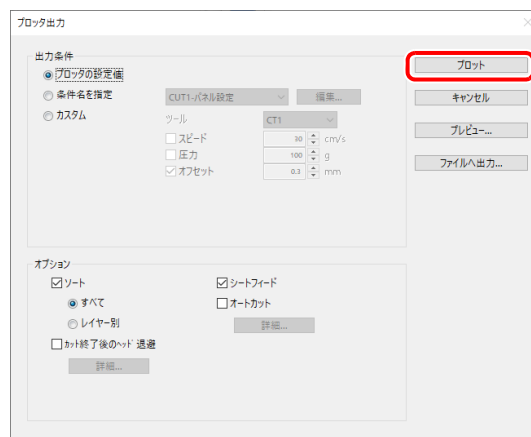 プロッタ出力
出力条件
プロッタの設定値
条件名を指定
CUT1-パネル設定
編集...
カスタム
ツール
CT1
スピード
30
cm/s
圧力
100
g
オフセット
0.3
mm
プロット
キャンセル
プレビュー...
ファイルへ出力...
オプション
ソート
すべて
レイヤー別
カット終了後のヘッド退避
詳細...
シートフィード
オートカット
詳細...